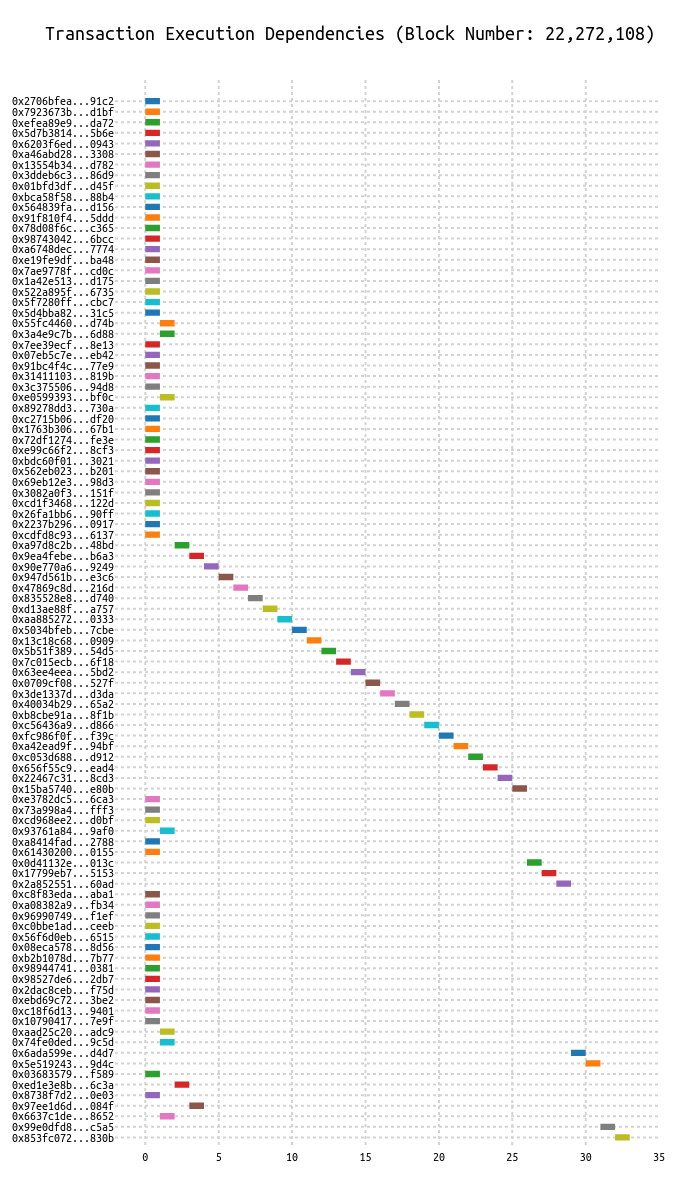 Transaction Execution Dependencies (Block Number: 22,272,108)
0x2706bfea...91c2
0x7923673b...d1bf
0xefea89e9...da72
0x5d7b3814...5b6e
0x6203f6ed...0943
0xa46abd28...3308
0x13554b34...d782
0x3ddeb6c3...86d9
0x01bfd3df...d45f
0xbca58f58...88b4
0x564839fa...d156
0x91f810f4...5ddd
0x78d08f6c...c365
0x98743042...6bcc
0xa6748dec...7774
0xe19fe9df...ba48
0x7ae9778f...cd0c
0x1a42e513...d175
0x522a895f...6735
0x5f7280ff...cbc7
0x5d4bba82...31c5
0x55fc4460...d74b
0x3a4e9c7b...6d88
0x7ee39ecf...8e13
0x07eb5c7e...eb42
0x91bc4f4c...77e9
0x31411103...819b
0x3c375506...94d8
0xe0599393...bf0c
0x89278dd3...730a
0xc2715b06...df20
0x1763b306...67b1
0x72df1274...fe3e
0xe99c66f2...8cf3
0xbdc60f01...3021
0x562eb023...b201
0x69eb12e3...98d3
0x3082a0f3...151f
0xcd1f3468...122d
0x26fa1bb6...90ff
0x2237b296...0917
0xcdfd8c93...6137
0xa97d8c2b...48bd
0x9ea4febe...b6a3
0x90e770a6...9249
0x947d561b...e3c6
0x47869c8d...216d
0x835528e8...d740
0xd13ae88f...a757
0xaa885272...0333
0x5034bfeb...7cbe
0x13c18c68...0909
0x5b51f389...54d5
0x7c015ecb...6f18
0x63ee4eea...5bd2
0x0709cf08...527f
0x3de1337d...d3da
0x40034b29...65a2
0xb8cbe91a...8f1b
0xc56436a9...d866
0xfc986f0f...f39c
0xa42ead9f...94bf
0xc053d688...d912
0x656f55c9...ead4
0x22467c31...8cd3
0x15ba5740...e80b
0xe3782dc5...6ca3
0x73a998a4...fff3
0xcd968ee2...d0bf
0x93761a84...9af0
0xa8414fad...2788
0x61430200...0155
0x0d41132e...013c
0x17799eb7...5153
0x2a852551...60ad
0xc8f83eda...aba1
0xa08382a9...fb34
0x96990749...f1ef
0xc0bbe1ad...ceeb
0x56f6d0eb...6515
0x08eca578...8d56
0xb2b1078d...7b77
0x98944741...0381
0x98527de6...2db7
0x2dac8ceb...f75d
0xebd69c72...3be2
0xc18f6d13...9401
0x10790417...7e9f
0xaad25c20...adc9
0x74fe0ded...9c5d
0x6ada599e...d4d7
0x5e519243...9d4c
0x03683579...f589
0xed1e3e8b...6c3a
0x8738f7d2...0e03
0x97ee1d6d...084f
0x6637c1de...8652
0x99e0dfd8...c5a5
0x853fc072...830b
0 5 10 15 20 25 30 35